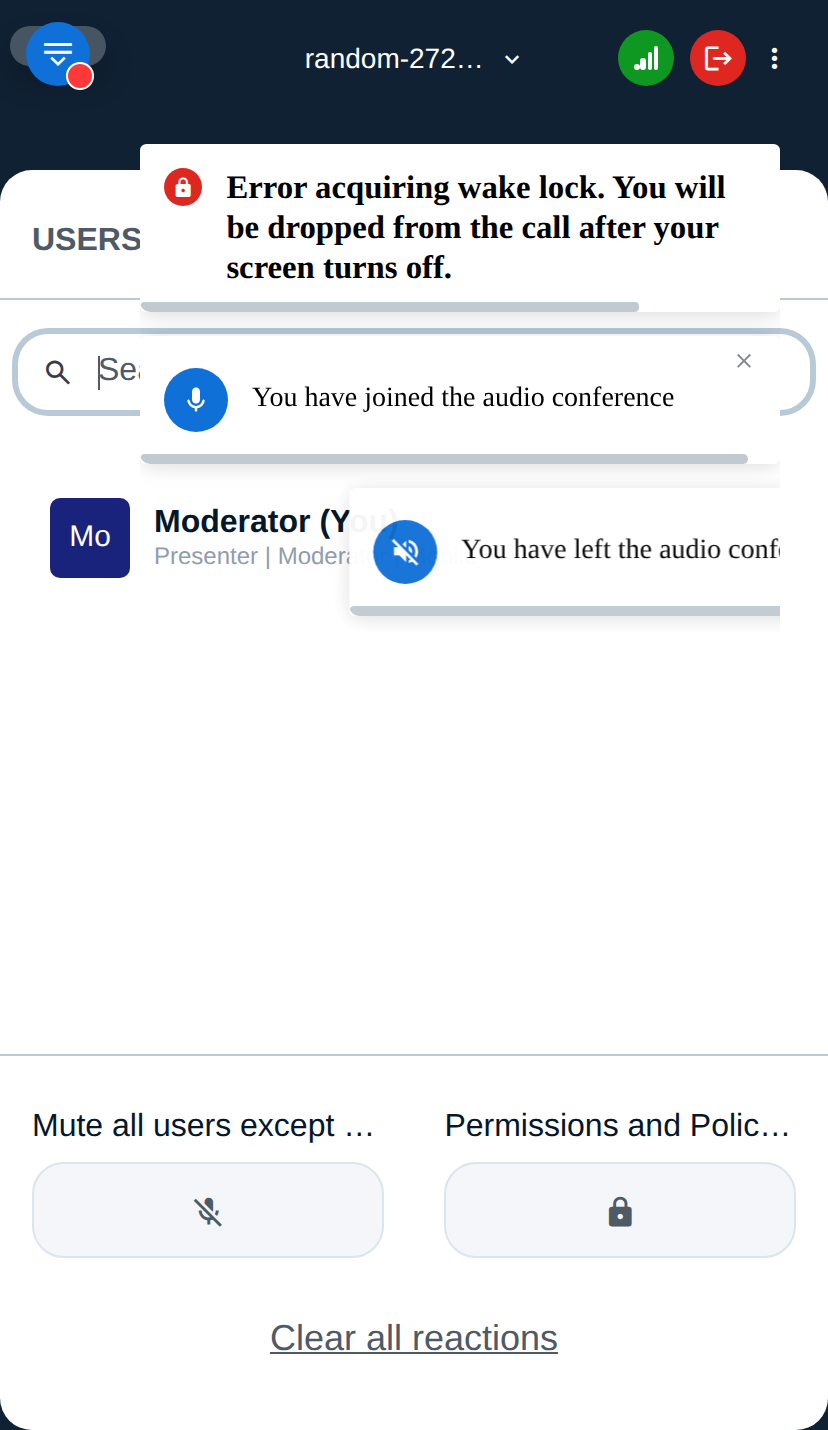 random-272…
Error acquiring wake lock. You will
be dropped from the call after your
screen turns off.
USERS
Sea
You have joined the audio conference
Mo
Moderator (You)
Presenter | Modera
You have left the audio confe
Mute all users except …
Permissions and Polic…
Clear all reactions